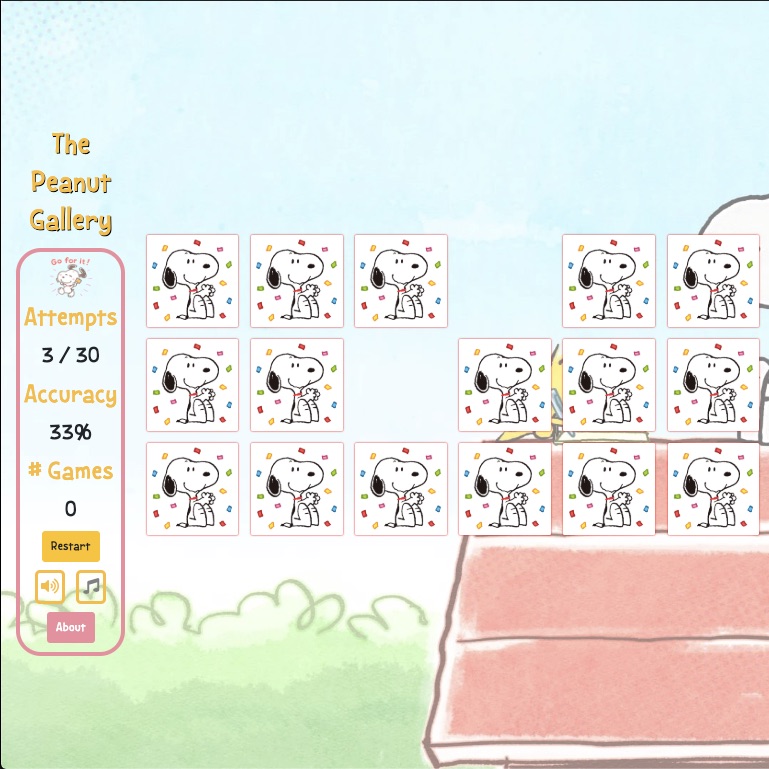 The
Peanut
Gallery
Go for it!
Attempts
3 / 30
Accuracy
33%
# Games
0
Restart
About